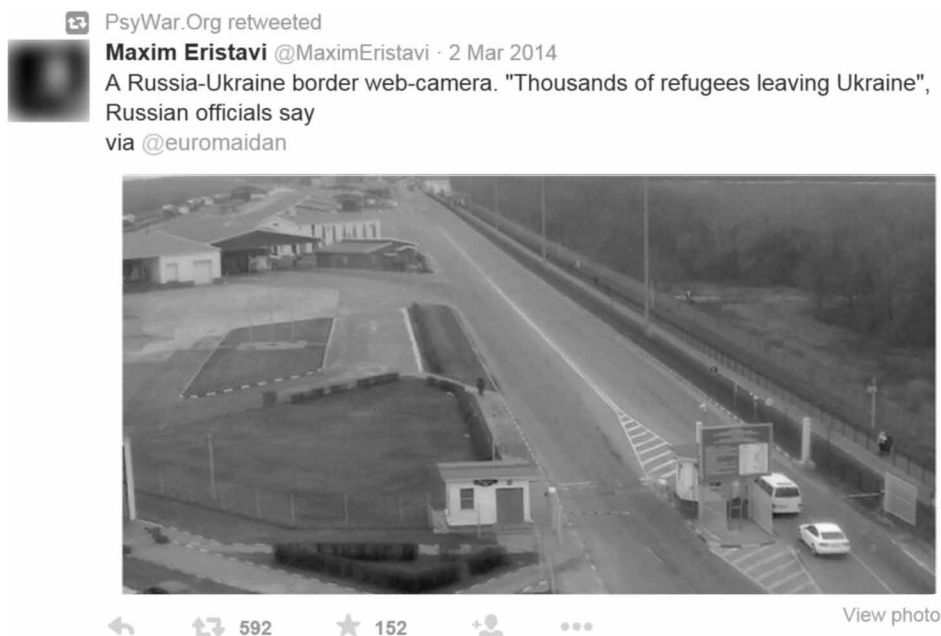 PsyWar.Org retweeted
Maxim Eristavi @MaximEristavi · 2 Mar 2014
A Russia-Ukraine border web-camera. "Thousands of refugees leaving Ukraine",
Russian officials say
via @euromaidan
592
152
View photo